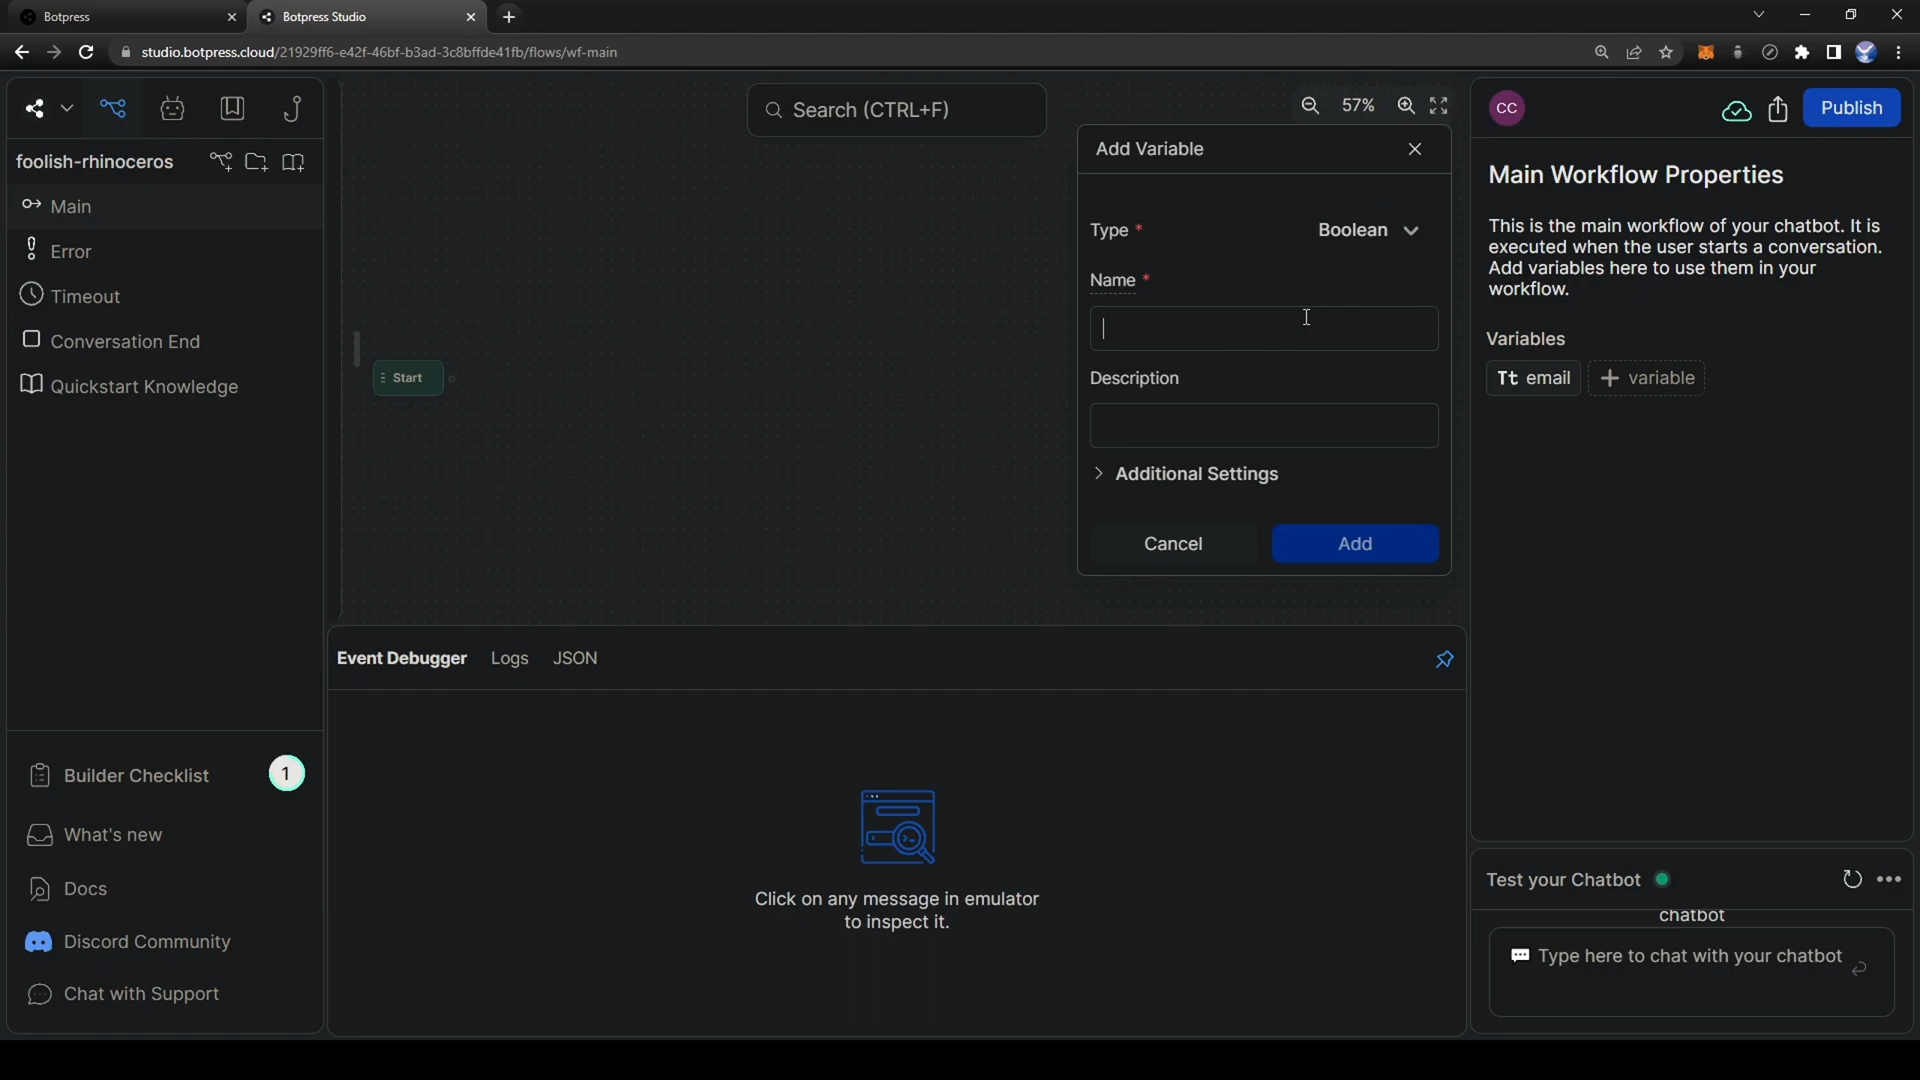 Botpress
Botpress Studio
studio.botpress.cloud/21929ff6-e42f-46bf-b3ad-3c8bffde41fb/flows/wf-main
foolish-rhinoceros
Main
Error
Timeout
Conversation End
Quickstart Knowledge
Builder Checklist
1
What's new
Docs
Discord Community
Chat with Support
Search (CTRL+F)
57%
Start
Add Variable
Type *
Boolean
Name *
Description
Additional Settings
Cancel
Add
Event Debugger
Logs
JSON
Click on any message in emulator
to inspect it.
CC
Publish
Main Workflow Properties
This is the main workflow of your chatbot. It is
executed when the user starts a conversation.
Add variables here to use them in your
workflow.
Variables
Tt email
+ variable
Test your Chatbot
chatbot
Type here to chat with your chatbot